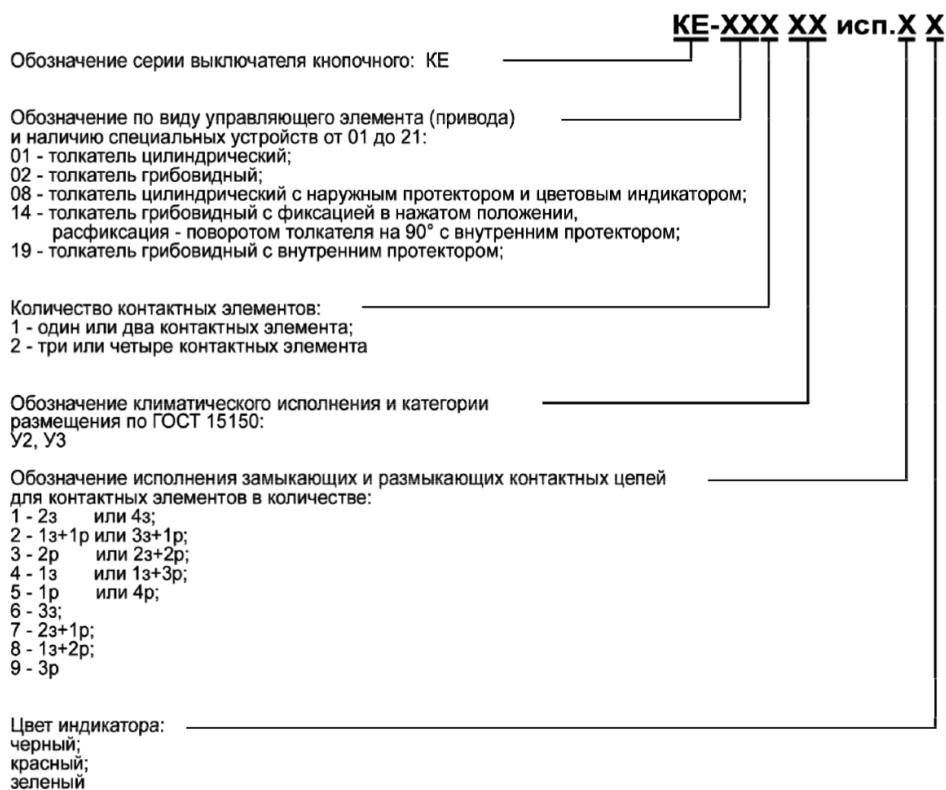 КЕ-ХХХ ХХ исп.Х Х
Обозначение серии выключателя кнопочного: КЕ
Обозначение по виду управляющего элемента (привода)
и наличию специальных устройств от 01 до 21:
01 - толкатель цилиндрический;
02 - толкатель грибовидный;
08 - толкатель цилиндрический с наружным протектором и цветовым индикатором;
14 - толкатель грибовидный с фиксацией в нажатом положении,
расфиксация - поворотом толкателя на 90° с внутренним протектором;
19 - толкатель грибовидный с внутренним протектором;
Количество контактных элементов:
1 - один или два контактных элемента;
2 - три или четыре контактных элемента
Обозначение климатического исполнения и категории
размещения по ГОСТ 15150:
У2, У3
Обозначение исполнения замыкающих и размыкающих контактных цепей
для контактных элементов в количестве:
1 - 2з или 4з;
2 - 1з+1р или 3з+1р;
3 - 2р или 2з+2р;
4 - 1з или 1з+3р;
5 - 1р или 4р;
6 - 3з;
7 - 2з+1р;
8 - 1з+2р;
9 - 3р
Цвет индикатора:
черный;
красный;
зеленый